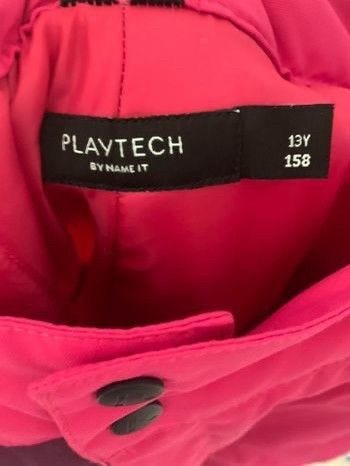 PLAYTECH
BY NAME IT
13Y
158